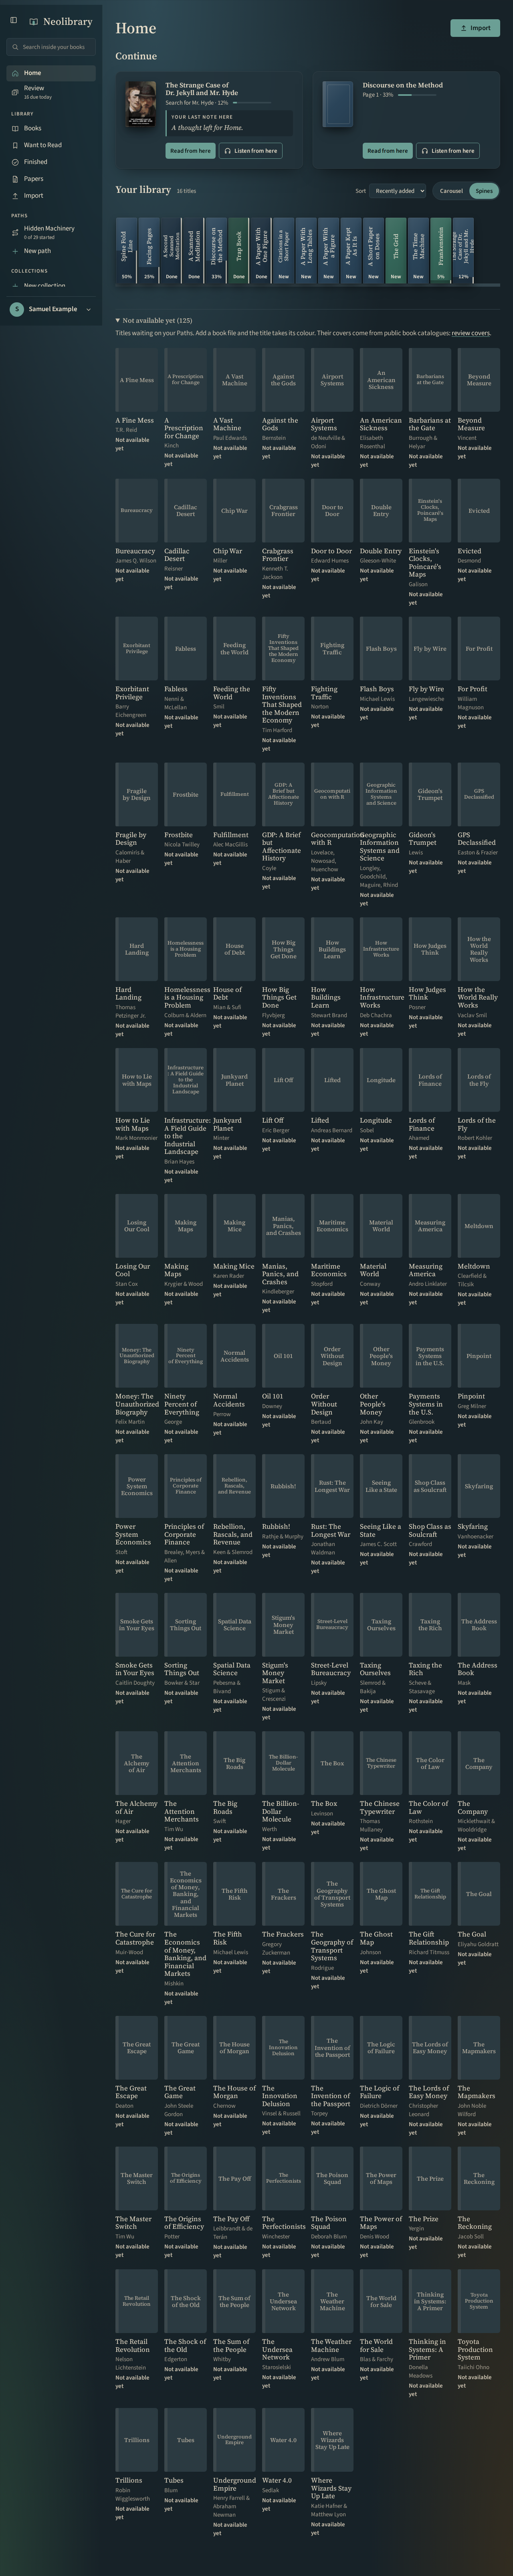 Neolibrary
Search inside your books
Home
Review
16 due today
LIBRARY
Books
Want to Read
Finished
Papers
Import
PATHS
Hidden Machinery
0 of 29 started
New path
COLLECTIONS
New collection
S
Samuel Example
Home
Import
Continue
The Strange Case of
Dr. Jekyll and Mr. Hyde
Search for Mr. Hyde · 12%
YOUR LAST NOTE HERE
A thought left for Home.
Read from here
Listen from here
Discourse on the Method
Page 1 · 33%
Read from here
Listen from here
Your library
16 titles
Sort
Recently added
Carousel
Spines
Spine Fold
Line
50%
Facing Pages
25%
A Second
Scanned
Meditation
Done
A Scanned
Meditation
Done
Discourse on
the Method
33%
Trap Book
Done
A Paper With
One Figure
Done
Glimores in a
Short Paper
New
A Paper With
Long Tables
New
A Paper With
a Figure
New
A Paper Kept
As It Is
New
A Short Paper
on Doses
New
The Grid
New
The Time
Machine
New
Frankenstein
5%
12%
Not available yet (125)
Titles waiting on your Paths. Add a book file and the title takes its place. Their covers come from public book catalogues: review covers.
A Fine Mess
T.R. Reid
Not available yet
A Prescription for Change
Kinch
Not available yet
A Vast Machine
Paul Edwards
Not available yet
Against the Gods
Bernstein
Not available yet
Airport Systems
de Neufville & Odoni
Not available yet
An American Sickness
Elisabeth Rosenthal
Not available yet
Barbarians at the Gate
Burrough & Helyar
Not available yet
Beyond Measure
Vincent
Not available yet
Bureaucracy
James Q. Wilson
Not available yet
Cadillac Desert
Reisner
Not available yet
Chip War
Miller
Not available yet
Crabgrass Frontier
Kenneth T. Jackson
Not available yet
Door to Door
Edward Humes
Not available yet
Double Entry
Gleeson-White
Not available yet
Einstein's Clocks, Poincaré's Maps
Galison
Not available yet
Evicted
Desmond
Not available yet
Exorbitant Privilege
Barry Eichengreen
Not available yet
Fabless
Nenni & McLellan
Not available yet
Feeding the World
Smil
Not available yet
Fifty Inventions That Shaped the Modern Economy
Tim Harford
Not available yet
Fighting Traffic
Norton
Not available yet
Flash Boys
Michael Lewis
Not available yet
Fly by Wire
Langewiesche
Not available yet
For Profit
William Magnuson
Not available yet
Fragile by Design
Calomiris & Haber
Not available yet
Frostbite
Nicola Twilley
Not available yet
Fulfillment
Alec MacGillis
Not available yet
GDP: A Brief but Affectionate History
Coyle
Not available yet
Geocomputation with R
Lovelace, Nowosad, Muenchow
Not available yet
Geographic Information Systems and Science
Longley, Goodchild, Maguire, Rhind
Not available yet
Gideon's Trumpet
Lewis
Not available yet
GPS Declassified
Easton & Frazier
Not available yet
Hard Landing
Thomas Petzinger Jr.
Not available yet
Homelessness is a Housing Problem
Colburn & Aldern
Not available yet
House of Debt
Mian & Sufi
Not available yet
How Big Things Get Done
Flyvbjerg
Not available yet
How Buildings Learn
Stewart Brand
Not available yet
How Infrastructure Works
Deb Chachra
Not available yet
How Judges Think
Posner
Not available yet
How the World Really Works
Vaclav Smil
Not available yet
How to Lie with Maps
Mark Monmonier
Not available yet
Infrastructure: A Field Guide to the Industrial Landscape
Brian Hayes
Not available yet
Junkyard Planet
Minter
Not available yet
Lift Off
Eric Berger
Not available yet
Lifted
Andreas Bernard
Not available yet
Longitude
Sobel
Not available yet
Lords of Finance
Ahamed
Not available yet
Lords of the Fly
Robert Kohler
Not available yet
Losing Our Cool
Stan Cox
Not available yet
Making Maps
Krygier & Wood
Not available yet
Making Mice
Karen Rader
Not available yet
Manias, Panics, and Crashes
Kindleberger
Not available yet
Maritime Economics
Stopford
Not available yet
Material World
Conway
Not available yet
Measuring America
Andro Linklater
Not available yet
Meltdown
Clearfield & Tilcsik
Not available yet
Money: The Unauthorized Biography
Felix Martin
Not available yet
Ninety Percent of Everything
George
Not available yet
Normal Accidents
Perrow
Not available yet
Oil 101
Downey
Not available yet
Order Without Design
Bertaud
Not available yet
Other People's Money
John Kay
Not available yet
Payments Systems in the U.S.
Glenbrook
Not available yet
Pinpoint
Greg Milner
Not available yet
Power System Economics
Stoft
Not available yet
Principles of Corporate Finance
Brealey, Myers & Allen
Not available yet
Rebellion, Rascals, and Revenue
Keen & Slemrod
Not available yet
Rubbish!
Rathje & Murphy
Not available yet
Rust: The Longest War
Jonathan Waldman
Not available yet
Seeing Like a State
James C. Scott
Not available yet
Shop Class as Soulcraft
Crawford
Not available yet
Skyfaring
Vanhoenacker
Not available yet
Smoke Gets in Your Eyes
Caitlin Doughty
Not available yet
Sorting Things Out
Bowker & Star
Not available yet
Spatial Data Science
Pebesma & Bivand
Not available yet
Stigum's Money Market
Stigum & Crescenzi
Not available yet
Street-Level Bureaucracy
Lipsky
Not available yet
Taxing Ourselves
Slemrod & Bakija
Not available yet
Taxing the Rich
Scheve & Stasavage
Not available yet
The Address Book
Mask
Not available yet
The Alchemy of Air
Hager
Not available yet
The Attention Merchants
Tim Wu
Not available yet
The Big Roads
Swift
Not available yet
The Billion-Dollar Molecule
Werth
Not available yet
The Box
Levinson
Not available yet
The Chinese Typewriter
Thomas Mullaney
Not available yet
The Color of Law
Rothstein
Not available yet
The Company
Micklethwait & Wooldridge
Not available yet
The Cure for Catastrophe
Muir-Wood
Not available yet
The Economics of Money, Banking, and Financial Markets
Mishkin
Not available yet
The Fifth Risk
Michael Lewis
Not available yet
The Frackers
Gregory Zuckerman
Not available yet
The Geography of Transport Systems
Rodrigue
Not available yet
The Ghost Map
Johnson
Not available yet
The Gift Relationship
Richard Titmuss
Not available yet
The Goal
Eliyahu Goldratt
Not available yet
The Great Escape
Deaton
Not available yet
The Great Game
John Steele Gordon
Not available yet
The House of Morgan
Chernow
Not available yet
The Innovation Delusion
Vinsel & Russell
Not available yet
The Invention of the Passport
Torpey
Not available yet
The Logic of Failure
Dietrich Dörner
Not available yet
The Lords of Easy Money
Christopher Leonard
Not available yet
The Mapmakers
John Noble Wilford
Not available yet
The Master Switch
Tim Wu
Not available yet
The Origins of Efficiency
Potter
Not available yet
The Pay Off
Leibbrandt & de Terán
Not available yet
The Perfectionists
Winchester
Not available yet
The Poison Squad
Deborah Blum
Not available yet
The Power of Maps
Denis Wood
Not available yet
The Prize
Yergin
Not available yet
The Reckoning
Jacob Soll
Not available yet
The Retail Revolution
Nelson Lichtenstein
Not available yet
The Shock of the Old
Edgerton
Not available yet
The Sum of the People
Whitby
Not available yet
The Undersea Network
Starosielski
Not available yet
The Weather Machine
Andrew Blum
Not available yet
The World for Sale
Blas & Farchy
Not available yet
Thinking in Systems: A Primer
Donella Meadows
Not available yet
Toyota Production System
Taiichi Ohno
Not available yet
Trillions
Robin Wigglesworth
Not available yet
Tubes
Blum
Not available yet
Underground Empire
Henry Farrell & Abraham Newman
Not available yet
Water 4.0
Sedlak
Not available yet
Where Wizards Stay Up Late
Katie Hafner & Matthew Lyon
Not available yet